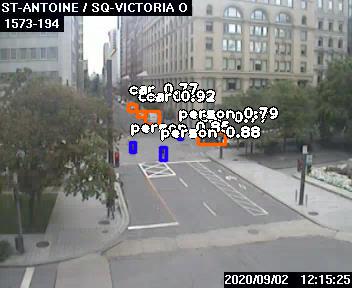 ST-ANTOINE / SQ-VICTORIA O
1573-194
car 0.77
car 0.92
person 0.79
person
person 0.88
2020/09/02 12:15:25